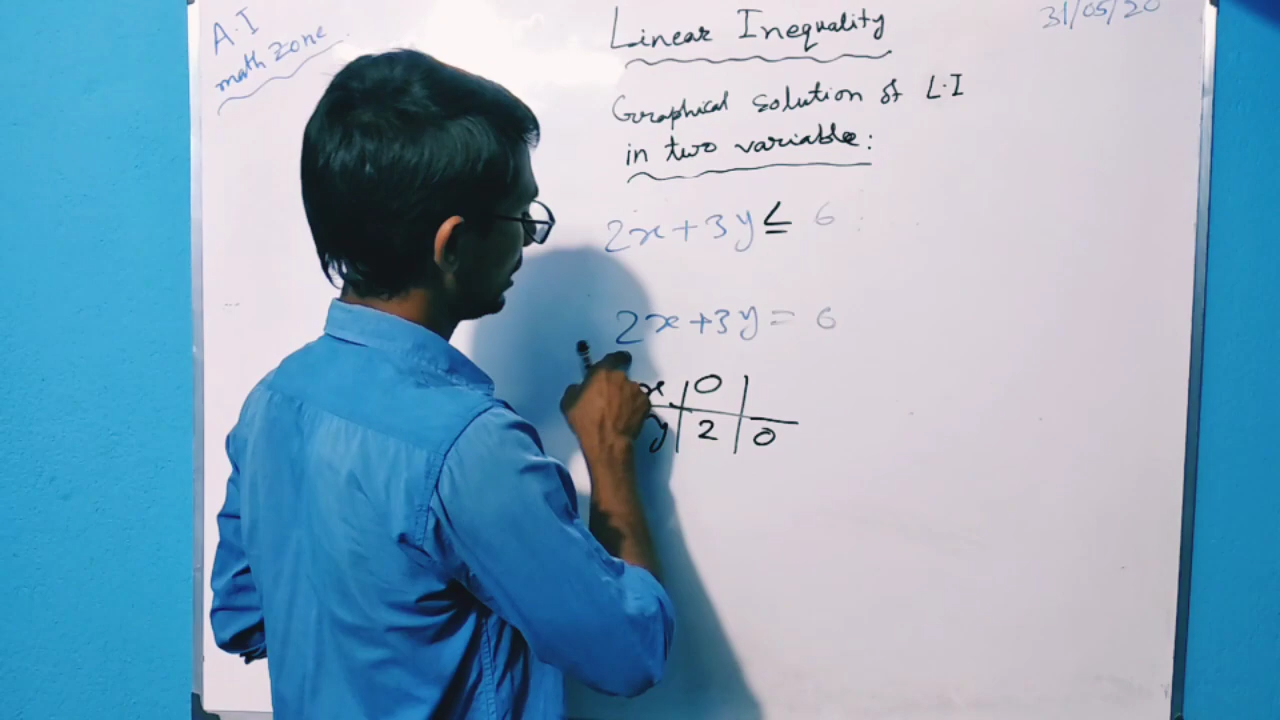 A.I
math zone
31/05/20
Linear Inequality
Graphical solution of L.I
in two variable:
2x+3y≤ 6
2x+3y= 6
x 0
y 2 0